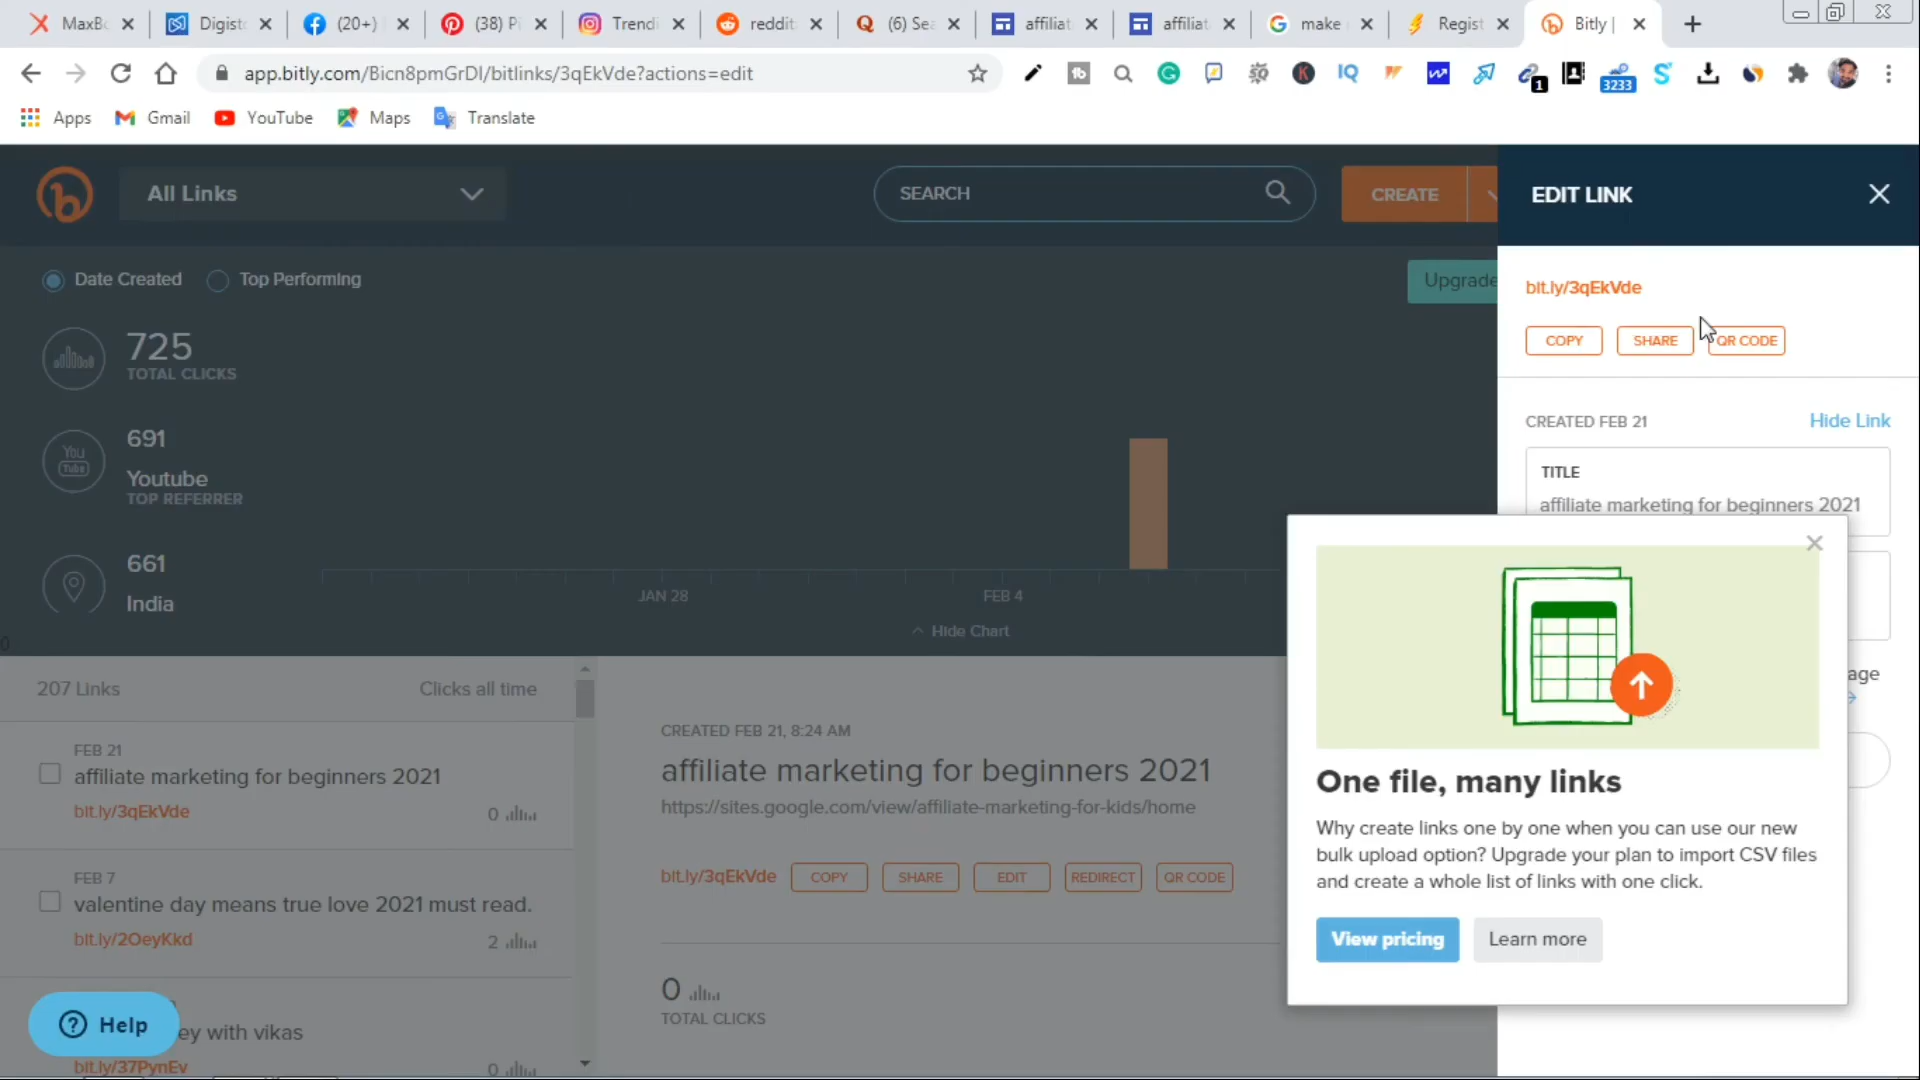 MaxBo
Digisto
(20+)
(38) Pi
Trendi
reddit
(6) Sea
affiliat
affiliat
make
Regist
Bitly |
app.bitly.com/Bicn8pmGrDI/bitlinks/3qEkVde?actions=edit
IQ
1
3233
Apps
Gmail
YouTube
Maps
Translate
All Links
SEARCH
CREATE
EDIT LINK
Date Created
Top Performing
Upgrade
bit.ly/3qEkVde
COPY
SHARE
QR CODE
725
TOTAL CLICKS
CREATED FEB 21
Hide Link
691
Youtube
TOP REFERRER
You
Tube
TITLE
affiliate marketing for beginners 2021
661
India
JAN 28
FEB 4
Hide Chart
age
207 Links
Clicks all time
FEB 21
affiliate marketing for beginners 2021
bit.ly/3qEkVde
0
FEB 7
valentine day means true love 2021 must read.
bit.ly/2OeyKkd
2
ey with vikas
bit.ly/37PynEv
0
Help
CREATED FEB 21, 8:24 AM
affiliate marketing for beginners 2021
https://sites.google.com/view/affiliate-marketing-for-kids/home
bit.ly/3qEkVde
COPY
SHARE
EDIT
REDIRECT
QR CODE
0
TOTAL CLICKS
One file, many links
Why create links one by one when you can use our new
bulk upload option? Upgrade your plan to import CSV files
and create a whole list of links with one click.
View pricing
Learn more